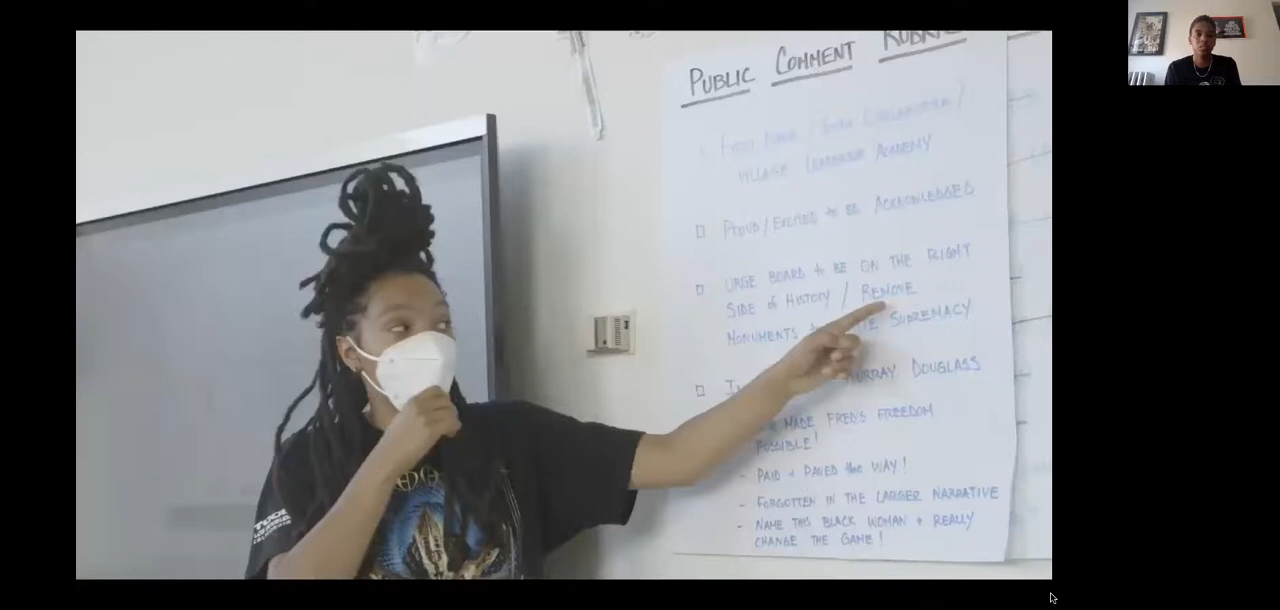 PUBLIC COMMENT RUBRIC
VILLAGE LEADERSHIP ACADEMY
PROUD/EXCITED to BE ACKNOWLEDGED
URGE BOARD to BE ON THE RIGHT
SIDE of HISTORY / REMOVE
MONUMENTS SUPREMACY
MURRAY DOUGLASS
MADE FRED'S FREEDOM
POSSIBLE!
- PAID + PAVED the WAY!
- FORGOTTEN IN THE LARGER NARRATIVE
- NAME THIS BLACK WOMAN + REALLY
CHANGE THE GAME!